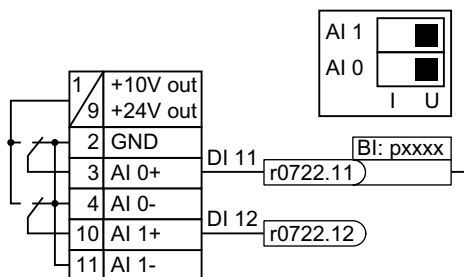 AI 1
AI 0
I U
1 +10V out
9 +24V out
2 GND
3 AI 0+
4 AI 0-
10 AI 1+
11 AI 1-
DI 11
r0722.11
BI: pxxxx
DI 12
r0722.12